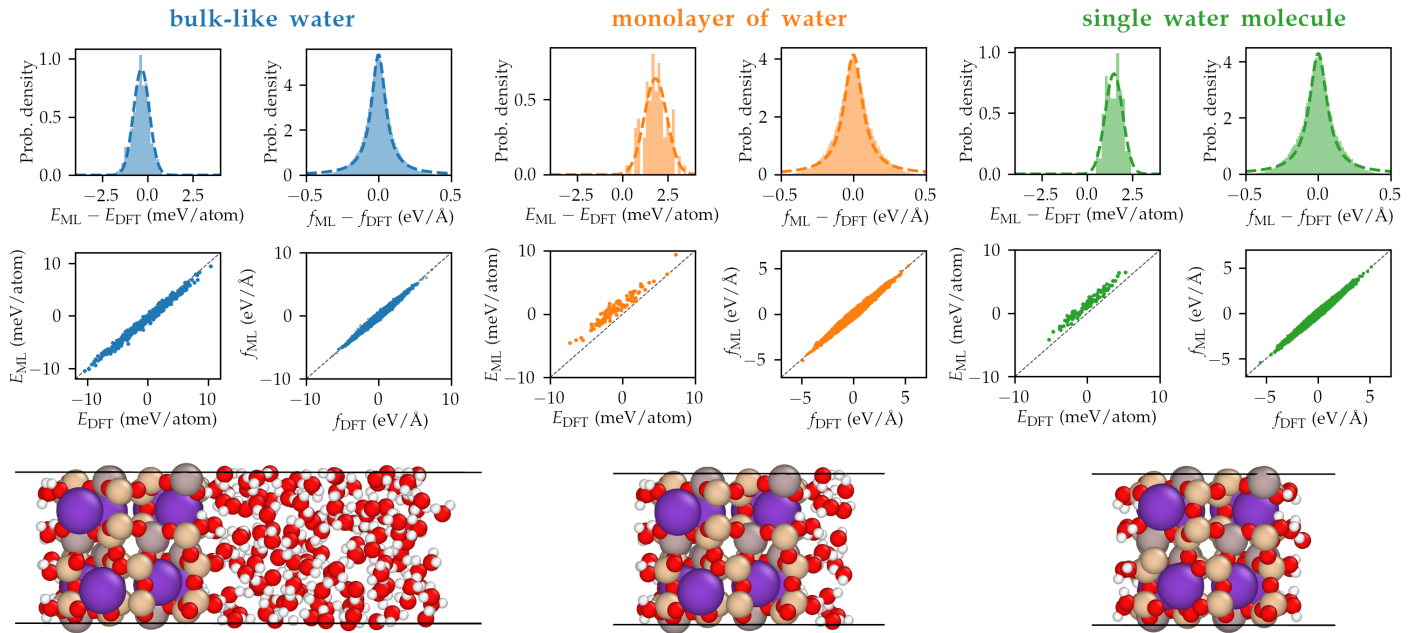 bulk-like water
monolayer of water
single water molecule
Prob. density
1.0
0.5
0.0
−2.5 0.0 2.5
E_ML − E_DFT (meV/atom)
Prob. density
4
2
0
−0.5 0.0 0.5
f_ML − f_DFT (eV/Å)
Prob. density
0.5
0.0
−2.5 0.0 2.5
E_ML − E_DFT (meV/atom)
Prob. density
4
2
0
−0.5 0.0 0.5
f_ML − f_DFT (eV/Å)
Prob. density
1.0
0.5
0.0
−2.5 0.0 2.5
E_ML − E_DFT (meV/atom)
Prob. density
4
2
0
−0.5 0.0 0.5
f_ML − f_DFT (eV/Å)
E_ML (meV/atom)
10
0
−10
−10 0 10
E_DFT (meV/atom)
f_ML (eV/Å)
10
0
−10
−10 0 10
f_DFT (eV/Å)
E_ML (meV/atom)
10
0
−10
−10 0 10
E_DFT (meV/atom)
f_ML (eV/Å)
5
0
−5
−5 0 5
f_DFT (eV/Å)
E_ML (meV/atom)
10
0
−10
−10 0 10
E_DFT (meV/atom)
f_ML (eV/Å)
5
0
−5
−5 0 5
f_DFT (eV/Å)